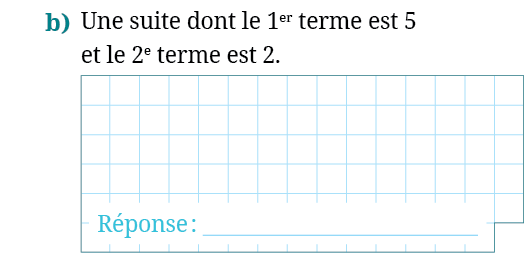 b) Une suite dont le 1er terme est 5
et le 2e terme est 2.
Réponse :